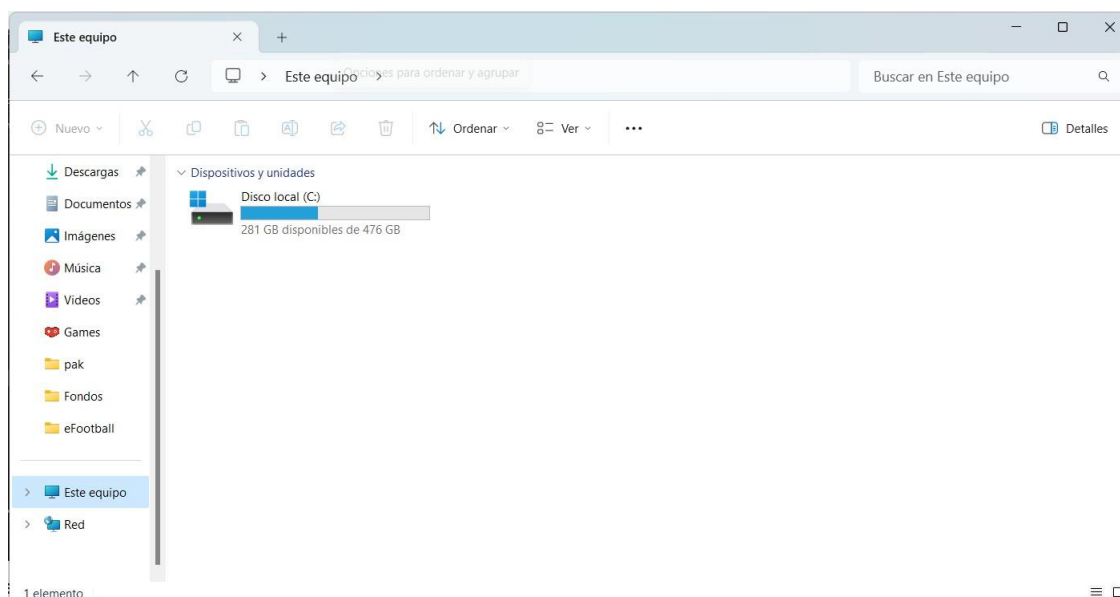 Este equipo
Este equipo
Opciones para ordenar y agrupar
Buscar en Este equipo
Nuevo
Ordenar
Ver
Detalles
Descargas
Documentos
Imágenes
Música
Videos
Games
pak
Fondos
eFootball
Este equipo
Red
Dispositivos y unidades
Disco local (C:)
281 GB disponibles de 476 GB
1 elemento